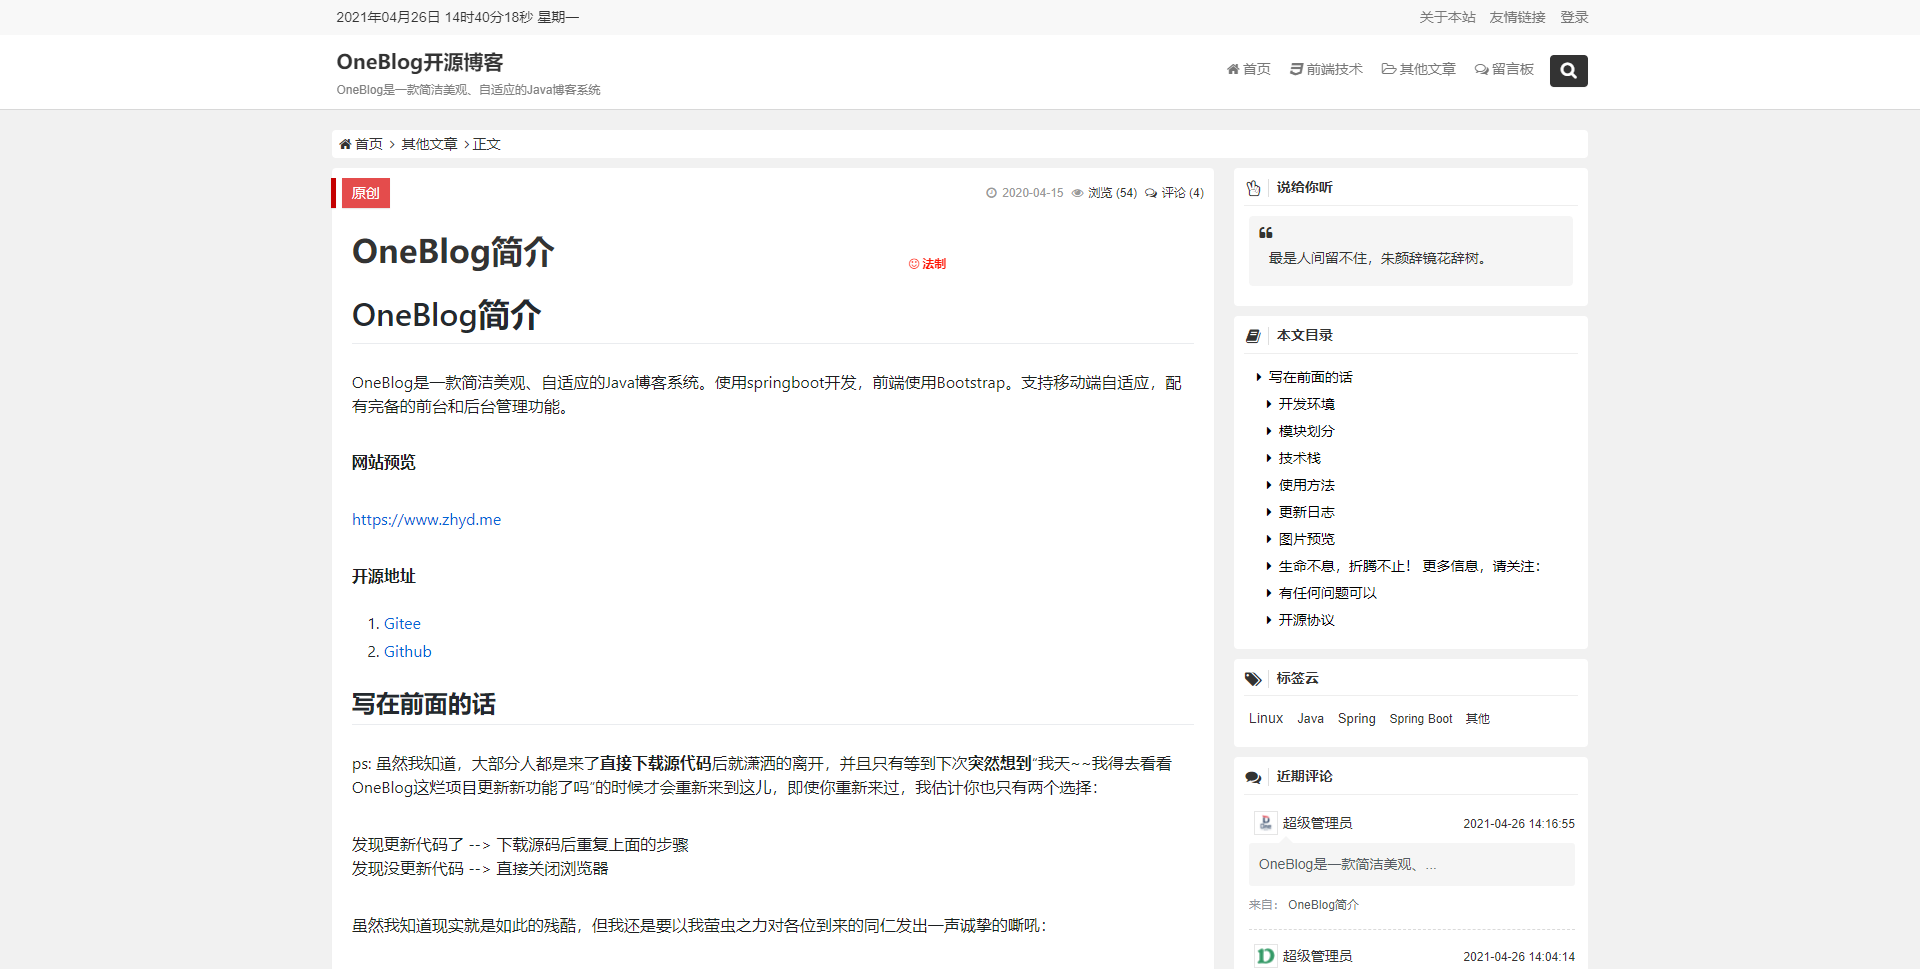 2021年04月26日 14时40分18秒 星期一
关于本站 友情链接 登录
OneBlog开源博客
OneBlog是一款简洁美观、自适应的Java博客系统
首页 前端技术 其他文章 留言板
首页 其他文章 正文
原创
2020-04-15 浏览 (54) 评论 (4)
OneBlog简介
法制
OneBlog简介
OneBlog是一款简洁美观、自适应的Java博客系统。使用springboot开发，前端使用Bootstrap。支持移动端自适应，配
有完备的前台和后台管理功能。
网站预览
https://www.zhyd.me
开源地址
1. Gitee
2. Github
写在前面的话
ps: 虽然我知道，大部分人都是来了直接下载源代码后就潇洒的离开，并且只有等到下次突然想到“我天~~我得去看看
OneBlog这烂项目更新新功能了吗”的时候才会重新来到这儿，即使你重新来过，我估计你也只有两个选择：
发现更新代码了 --> 下载源码后重复上面的步骤
发现没更新代码 --> 直接关闭浏览器
虽然我知道现实就是如此的残酷，但我还是要以我萤虫之力对各位到来的同仁发出一声诚挚的嘶吼：
说给你听
最是人间留不住，朱颜辞镜花辞树。
本文目录
写在前面的话
开发环境
模块划分
技术栈
使用方法
更新日志
图片预览
生命不息，折腾不止！ 更多信息，请关注：
有任何问题可以
开源协议
标签云
Linux Java Spring Spring Boot 其他
近期评论
超级管理员 2021-04-26 14:16:55
OneBlog是一款简洁美观、...
来自： OneBlog简介
超级管理员 2021-04-26 14:04:14